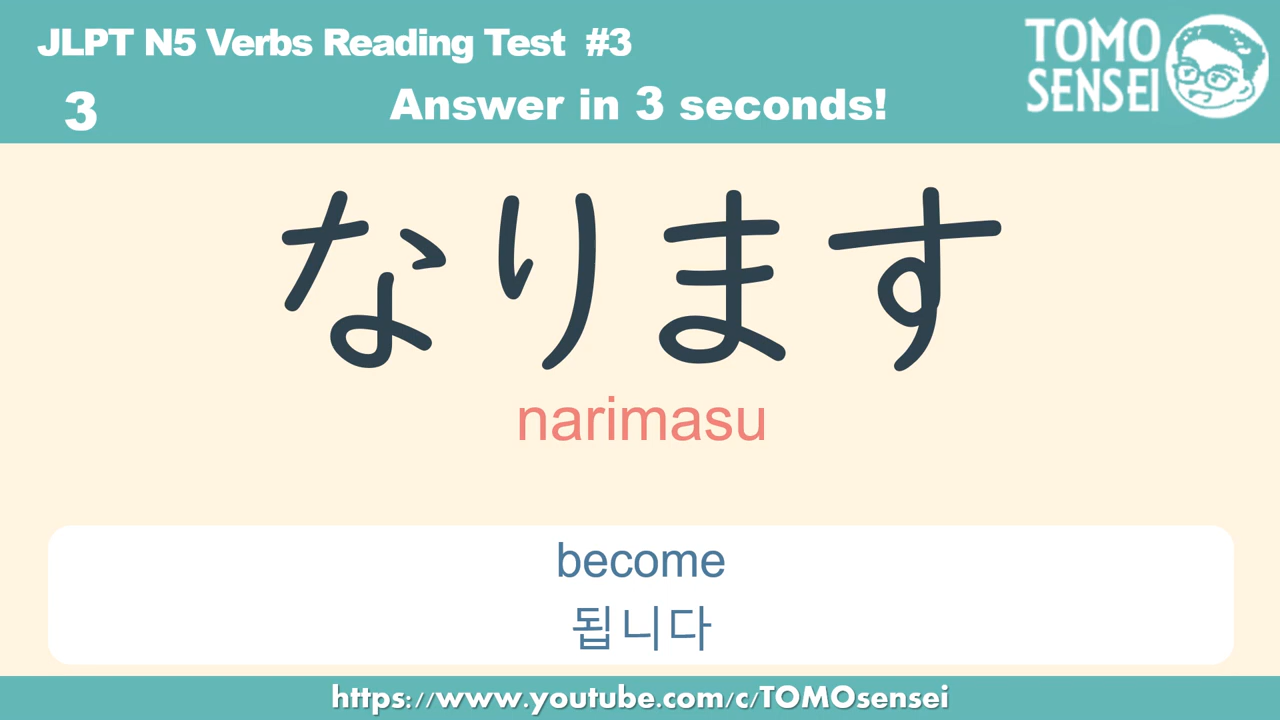 JLPT N5 Verbs Reading Test #3
3
Answer in 3 seconds!
TOMO
SENSEI
なります
narimasu
become
됩니다
https://www.youtube.com/c/TOMOsensei